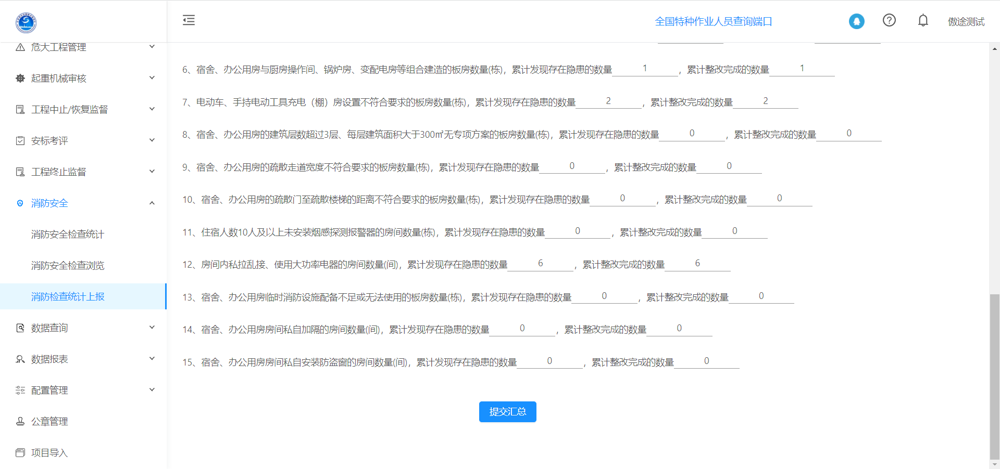 全国特种作业人员查询端口
傲途测试
危大工程管理
起重机械审核
工程中止/恢复监督
安标考评
工程终止监督
消防安全
消防安全检查统计
消防安全检查浏览
消防检查统计上报
数据查询
数据报表
配置管理
公章管理
项目导入
6、宿舍、办公用房与厨房操作间、锅炉房、变配电房等组合建造的板房数量(栋)，累计发现存在隐患的数量 1 ，累计整改完成的数量 1
7、电动车、手持电动工具充电（棚）房设置不符合要求的板房数量(栋)，累计发现存在隐患的数量 2 ，累计整改完成的数量 2
8、宿舍、办公用房的建筑层数超过3层、每层建筑面积大于300㎡无专项方案的板房数量(栋)，累计发现存在隐患的数量 0 ，累计整改完成的数量 0
9、宿舍、办公用房的疏散走道宽度不符合要求的板房数量(栋)，累计发现存在隐患的数量 0 ，累计整改完成的数量 0
10、宿舍、办公用房的疏散门至疏散楼梯的距离不符合要求的板房数量(栋)，累计发现存在隐患的数量 0 ，累计整改完成的数量 0
11、住宿人数10人及以上未安装烟感探测报警器的房间数量(栋)，累计发现存在隐患的数量 0 ，累计整改完成的数量 0
12、房间内私拉乱接、使用大功率电器的房间数量(间)，累计发现存在隐患的数量 6 ，累计整改完成的数量 6
13、宿舍、办公用房临时消防设施配备不足或无法使用的板房数量(栋)，累计发现存在隐患的数量 0 ，累计整改完成的数量 0
14、宿舍、办公用房房间私自加隔的房间数量(间)，累计发现存在隐患的数量 0 ，累计整改完成的数量 0
15、宿舍、办公用房房间私自安装防盗窗的房间数量(间)，累计发现存在隐患的数量 0 ，累计整改完成的数量 0
提交汇总